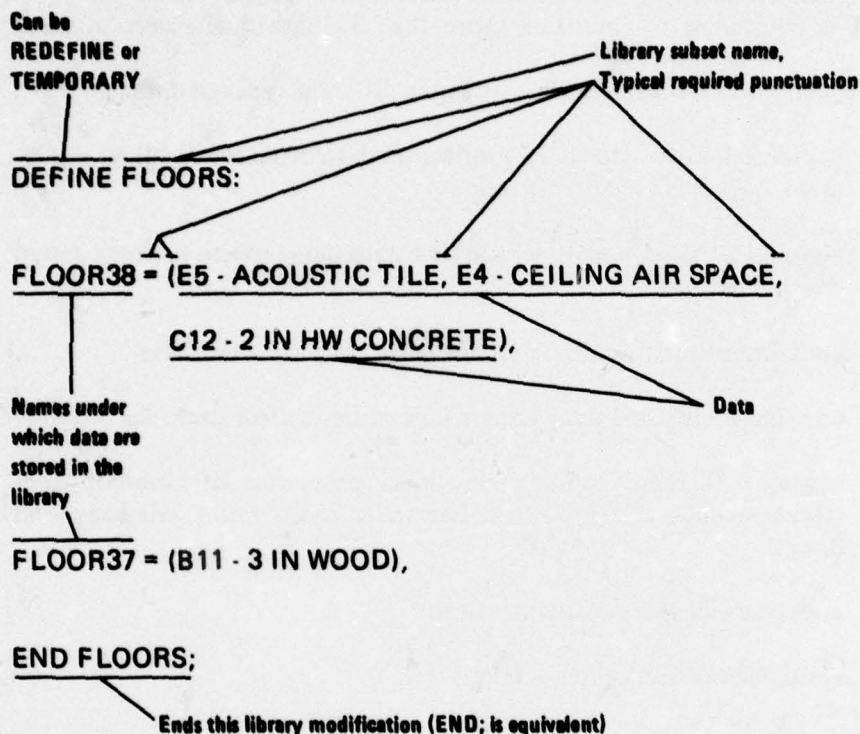 Can be
REDEFINE or
TEMPORARY
Library subset name,
Typical required punctuation
DEFINE FLOORS:
FLOOR38 = (E5 - ACOUSTIC TILE, E4 - CEILING AIR SPACE,
C12 - 2 IN HW CONCRETE),
Data
Names under
which data are
stored in the
library
FLOOR37 = (B11 - 3 IN WOOD),
END FLOORS;
Ends this library modification (END; is equivalent)